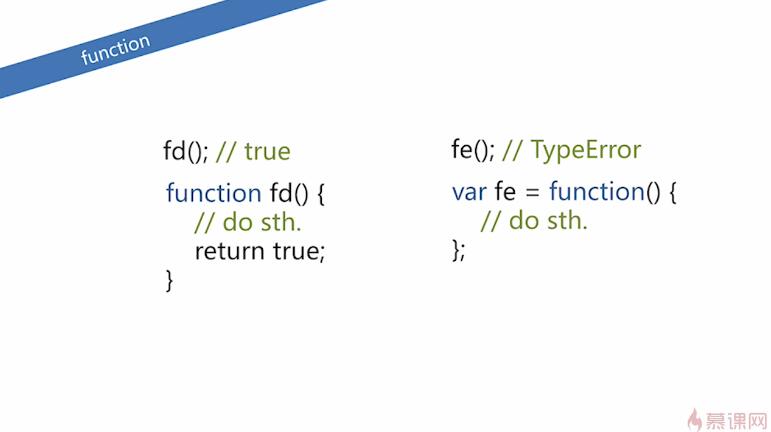 function
fd(); // true
function fd() {
// do sth.
return true;
}
fe(); // TypeError
var fe = function() {
// do sth.
};
慕课网